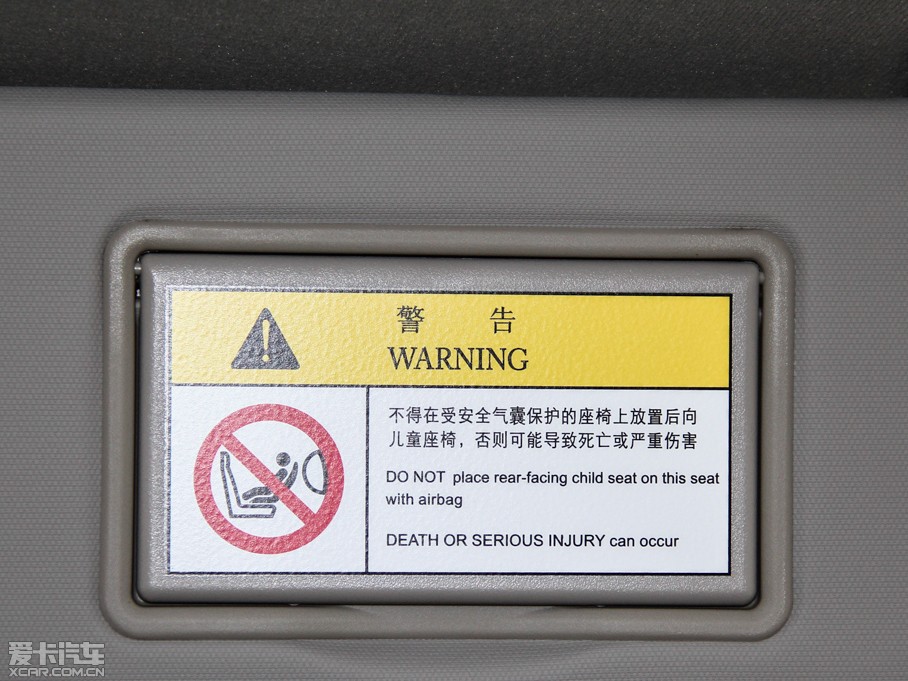 警 告
WARNING
不得在受安全气囊保护的座椅上放置后向
儿童座椅，否则可能导致死亡或严重伤害
DO NOT place rear-facing child seat on this seat
with airbag
DEATH OR SERIOUS INJURY can occur
爱卡汽车
XCAR.COM.CN